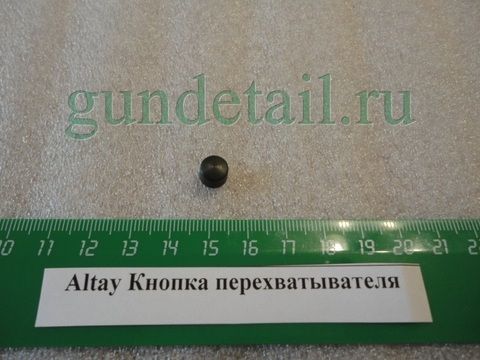 gundetail.ru
10 11 12 13 14 15 16 17 18 19 20 21
Altay Кнопка перехватывателя